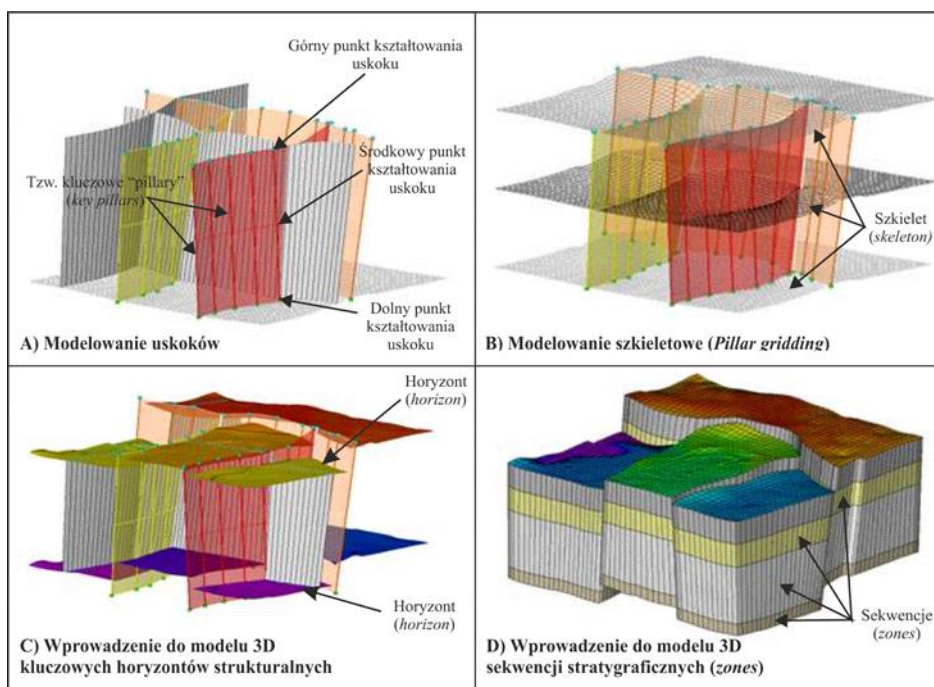 Górny punkt kształtowania
uskoku
Środkowy punkt
kształtowania
uskoku
Tzw. kluczowe "pillary"
(key pillars)
Dolny punkt
kształtowania
uskoku
A) Modelowanie uskoków
Szkielet
(skeleton)
B) Modelowanie szkieletowe (Pillar gridding)
Horyzont
(horizon)
Horyzont
(horizon)
C) Wprowadzenie do modelu 3D
kluczowych horyzontów strukturalnych
Sekwencje
(zones)
D) Wprowadzenie do modelu 3D
sekwencji stratygraficznych (zones)